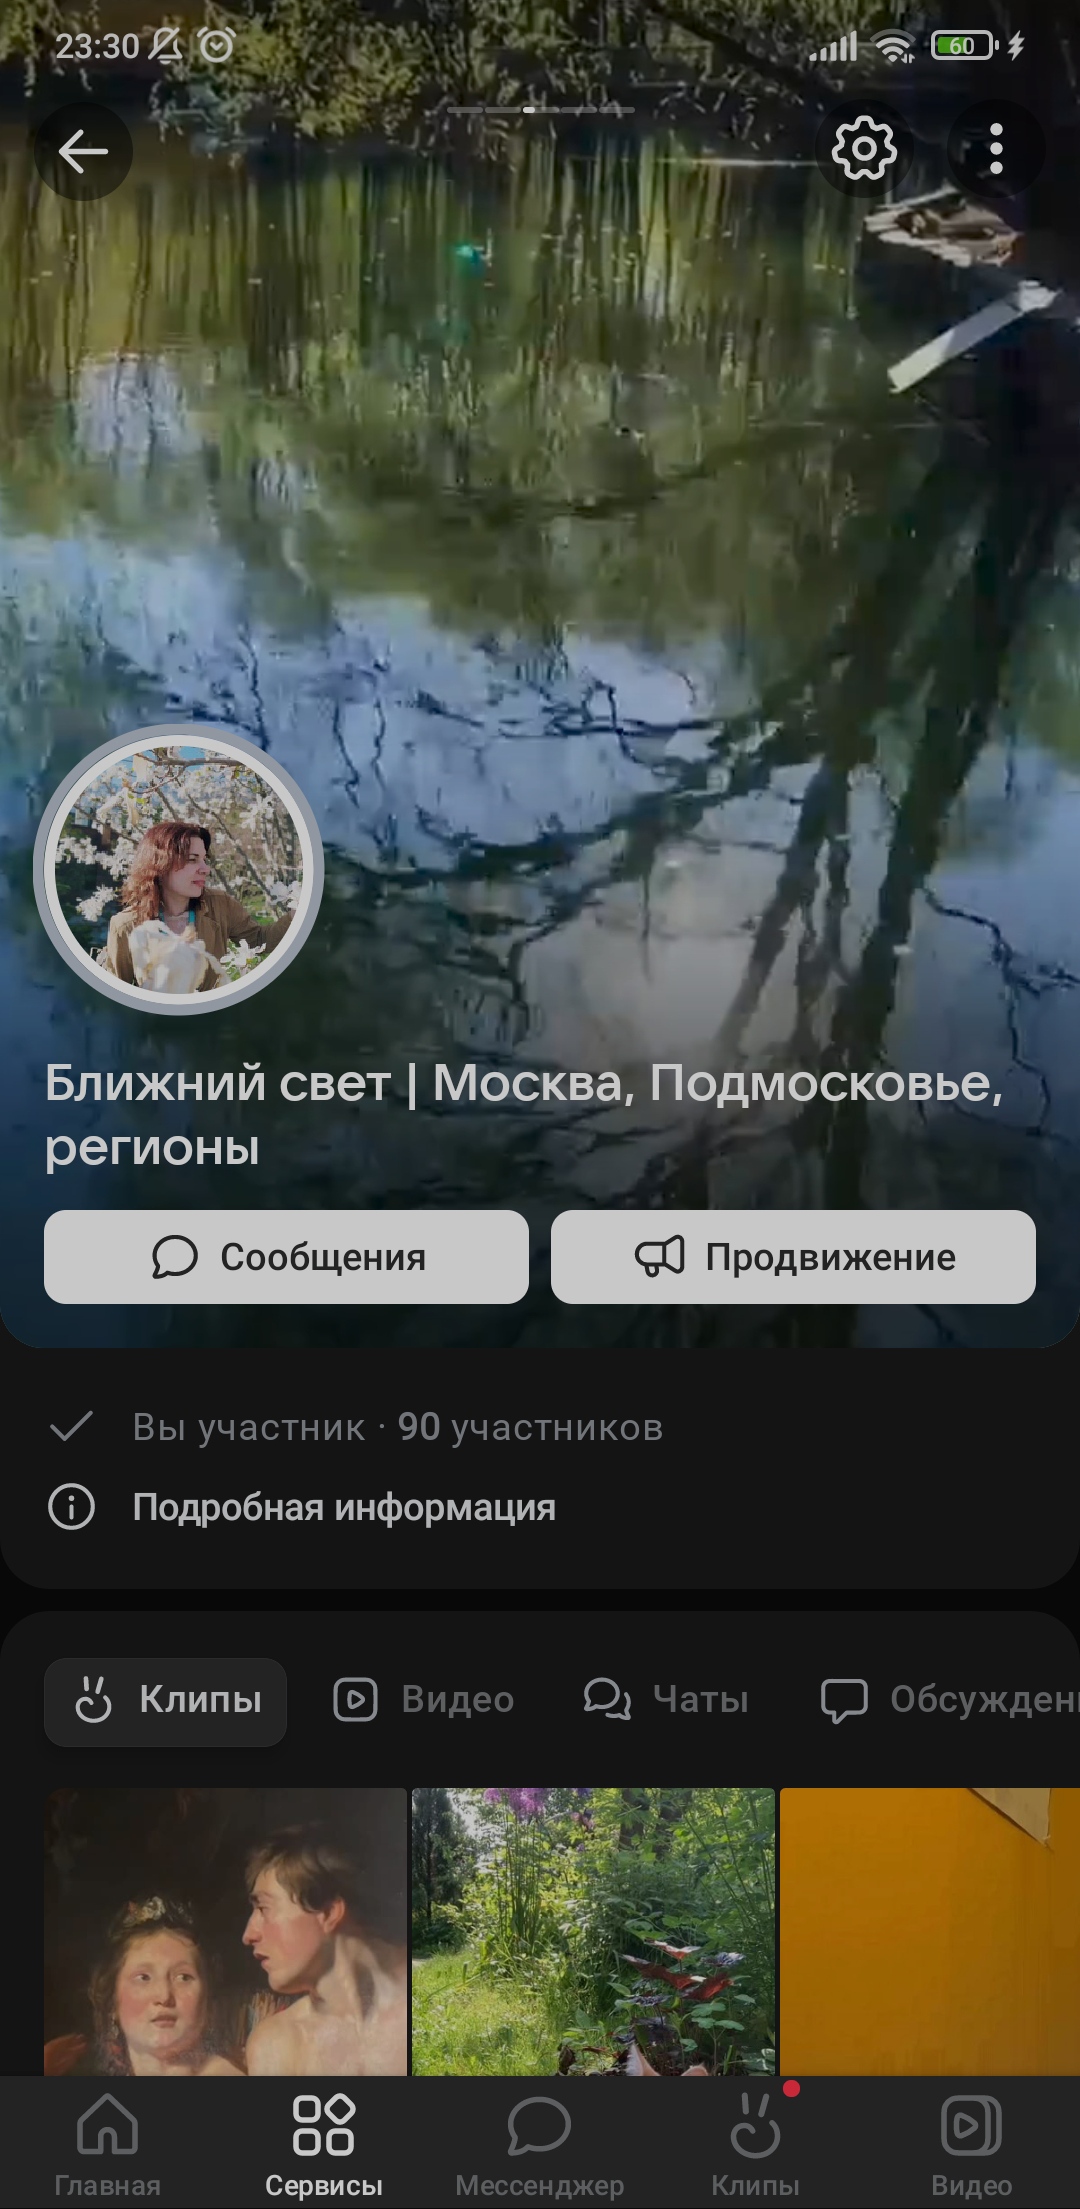 23:30
60
Ближний свет | Москва, Подмосковье,
регионы
Сообщения
Продвижение
Вы участник · 90 участников
Подробная информация
Клипы
Видео
Чаты
Обсужден
Главная
Сервисы
Мессенджер
Клипы
Видео